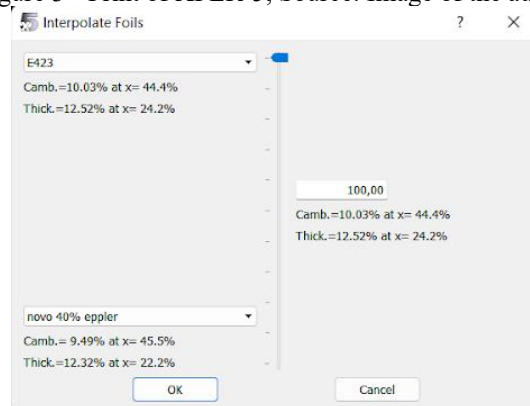 Interpolate Foils ? ×
E423
Camb.=10.03% at x= 44.4%
Thick.=12.52% at x= 24.2%
100,00
Camb.=10.03% at x= 44.4%
Thick.=12.52% at x= 24.2%
novo 40% eppler
Camb.= 9.49% at x= 45.5%
Thick.=12.32% at x= 22.2%
OK Cancel